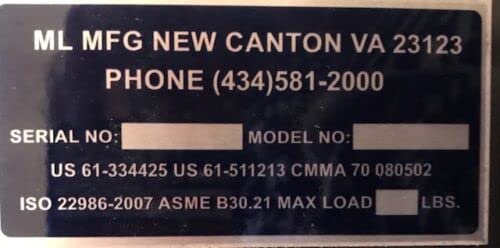 ML MFG NEW CANTON VA 23123
PHONE (434)581-2000
SERIAL NO: MODEL NO:
US 61-334425 US 61-511213 CMMA 70 080502
ISO 22986-2007 ASME B30.21 MAX LOAD LBS.